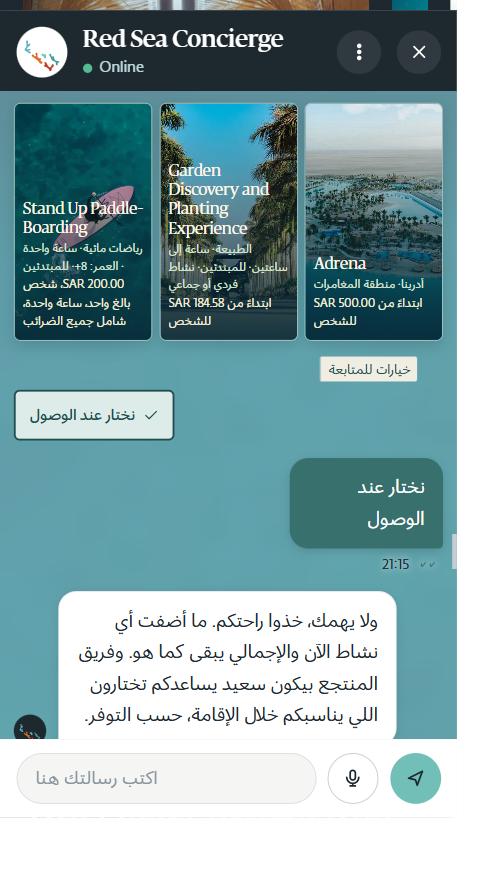 Red Sea Concierge
Online
Stand Up Paddle-
Boarding
رياضات مائية · ساعة واحدة
· العمر: 8+ · للمبتدئين
SAR 200.00، شخص
بالغ واحد، ساعة واحدة،
شامل جميع الضرائب
Garden
Discovery and
Planting
Experience
الطبيعة · ساعة إلى
ساعتين · للمبتدئين · نشاط
فردي أو جماعي
ابتداءً من SAR 184.58
للشخص
Adrena
أدرينا · منطقة المغامرات
ابتداءً من SAR 500.00
للشخص
خيارات للمتابعة
نختار عند الوصول
نختار عند
الوصول
21:15
ولا يهمك، خذوا راحتكم. ما أضفت أي
نشاط الآن والإجمالي يبقى كما هو. وفريق
المنتجع بيكون سعيد يساعدكم تختارون
اللي يناسبكم خلال الإقامة، حسب التوفر.
اكتب رسالتك هنا